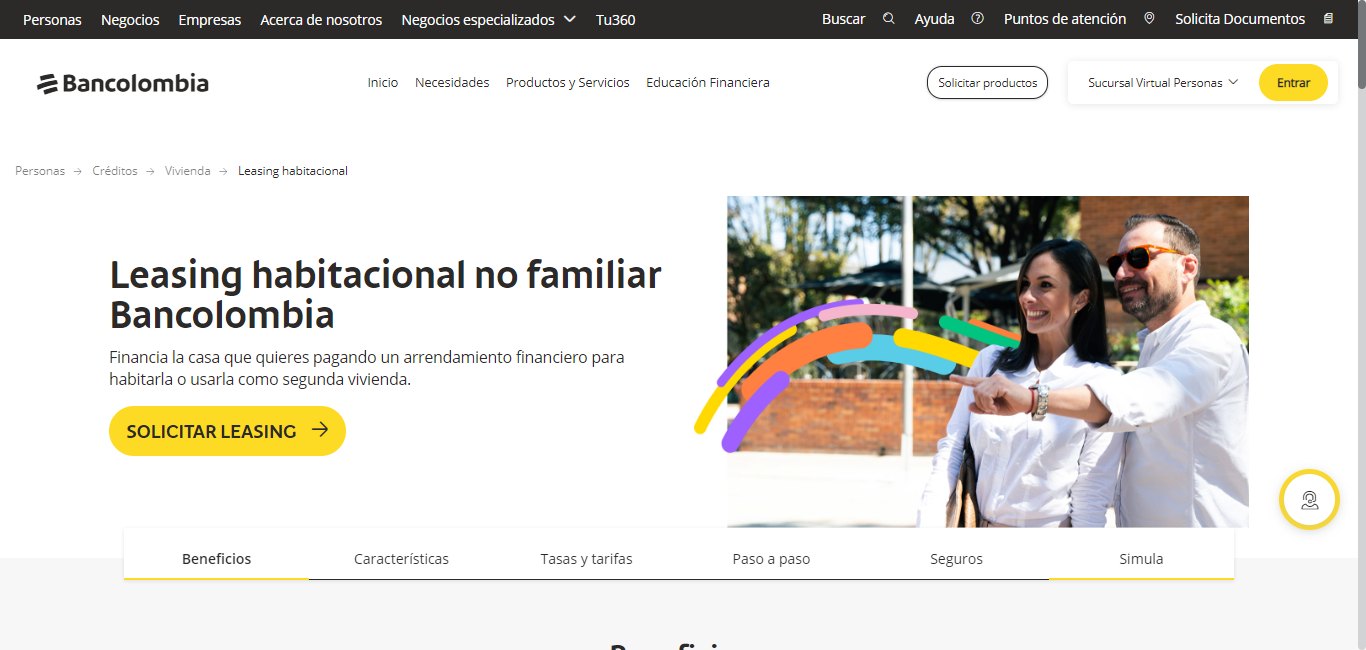 Personas Negocios Empresas Acerca de nosotros Negocios especializados Tu360 Buscar Ayuda Puntos de atención Solicita Documentos
Bancolombia Inicio Necesidades Productos y Servicios Educación Financiera Solicitar productos Sucursal Virtual Personas Entrar
Personas → Créditos → Vivienda → Leasing habitacional
Leasing habitacional no familiar
Bancolombia
Financia la casa que quieres pagando un arrendamiento financiero para
habitarla o usarla como segunda vivienda.
SOLICITAR LEASING →
Beneficios Características Tasas y tarifas Paso a paso Seguros Simula